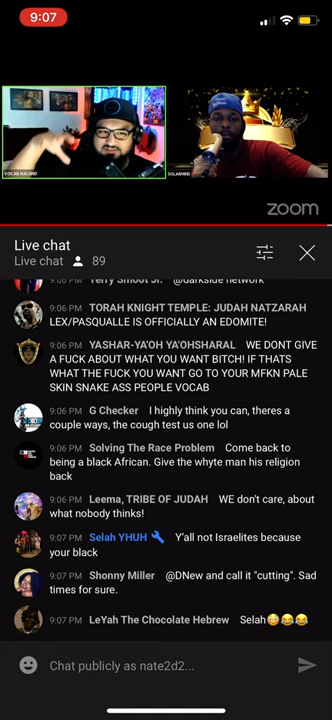 9:07
VOCAB MALONE
SOLARMIND
zoom
Live chat
Live chat 89
9:06 PM Terry Smoot Jr. @darkside network
9:06 PM TORAH KNIGHT TEMPLE: JUDAH NATZARAH
LEX/PASQUALLE IS OFFICIALLY AN EDOMITE!
9:06 PM YASHAR-YA'OH YA'OHSHARAL WE DONT GIVE
A FUCK ABOUT WHAT YOU WANT BITCH! IF THATS
WHAT THE FUCK YOU WANT GO TO YOUR MFKN PALE
SKIN SNAKE ASS PEOPLE VOCAB
9:06 PM G Checker I highly think you can, theres a
couple ways, the cough test us one lol
9:06 PM Solving The Race Problem Come back to
being a black African. Give the whyte man his religion
back
9:06 PM Leema, TRIBE OF JUDAH WE don't care, about
what nobody thinks!
9:07 PM Selah YHUH Y'all not Israelites because
your black
9:07 PM Shonny Miller @DNew and call it "cutting". Sad
times for sure.
9:07 PM LeYah The Chocolate Hebrew Selah😳😂😂😂
Chat publicly as nate2d2...